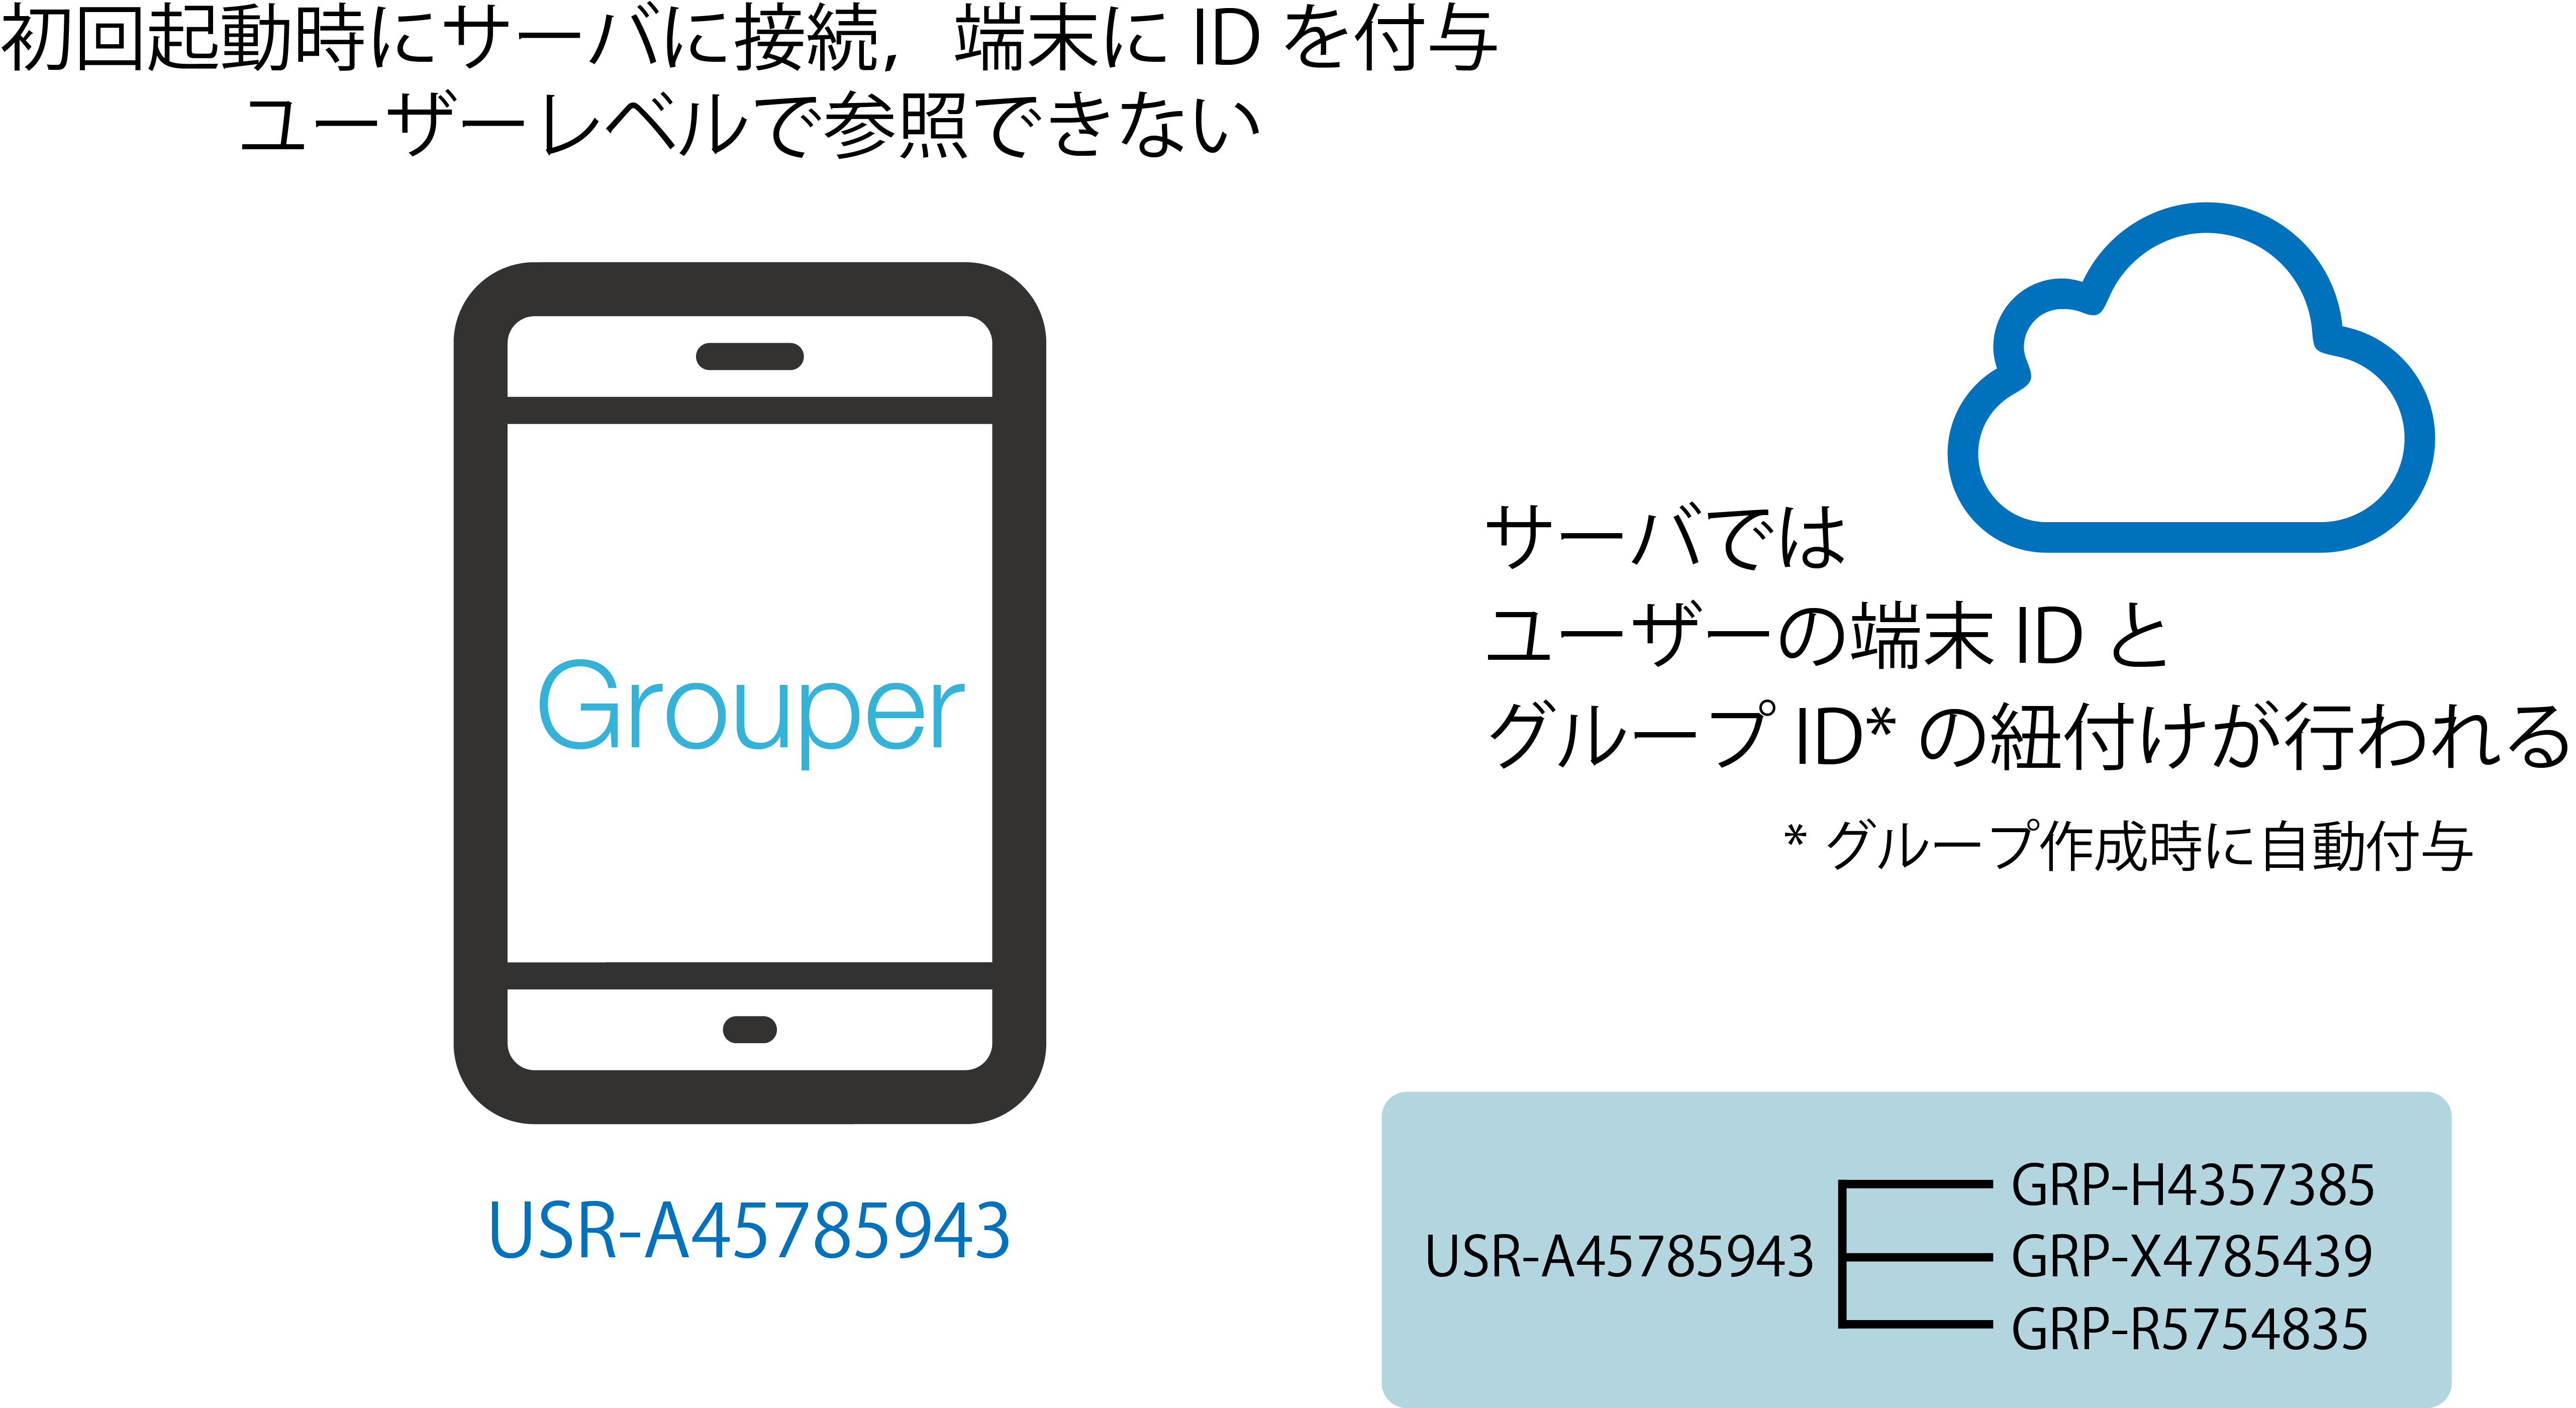 初回起動時にサーバに接続，端末に ID を付与
ユーザーレベルで参照できない
Grouper
USR-A45785943
サーバでは
ユーザーの端末 ID と
グループ ID* の紐付けが行われる
* グループ作成時に自動付与
USR-A45785943
GRP-H4357385
GRP-X4785439
GRP-R5754835